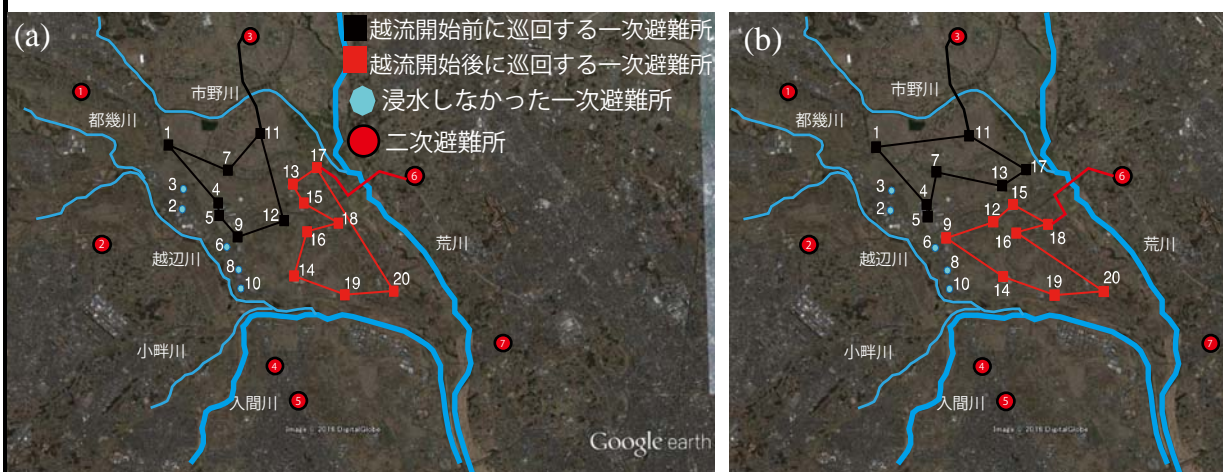 (a)
越流開始前に巡回する一次避難所
越流開始後に巡回する一次避難所
浸水しなかった一次避難所
二次避難所
3
市野川
1
都幾川
1
11
7
17
13
6
3
4
15
2
5
12
18
9
16
荒川
2
6
越辺川
8
14
10
19
20
小畔川
7
4
入間川
5
Image © 2016 DigitalGlobe
Google earth
(b)
3
市野川
1
都幾川
1
11
7
17
13
6
3
4
15
2
5
12
9
18
16
荒川
2
6
越辺川
8
14
10
19
20
小畔川
7
4
入間川
5
Image © 2016 DigitalGlobe